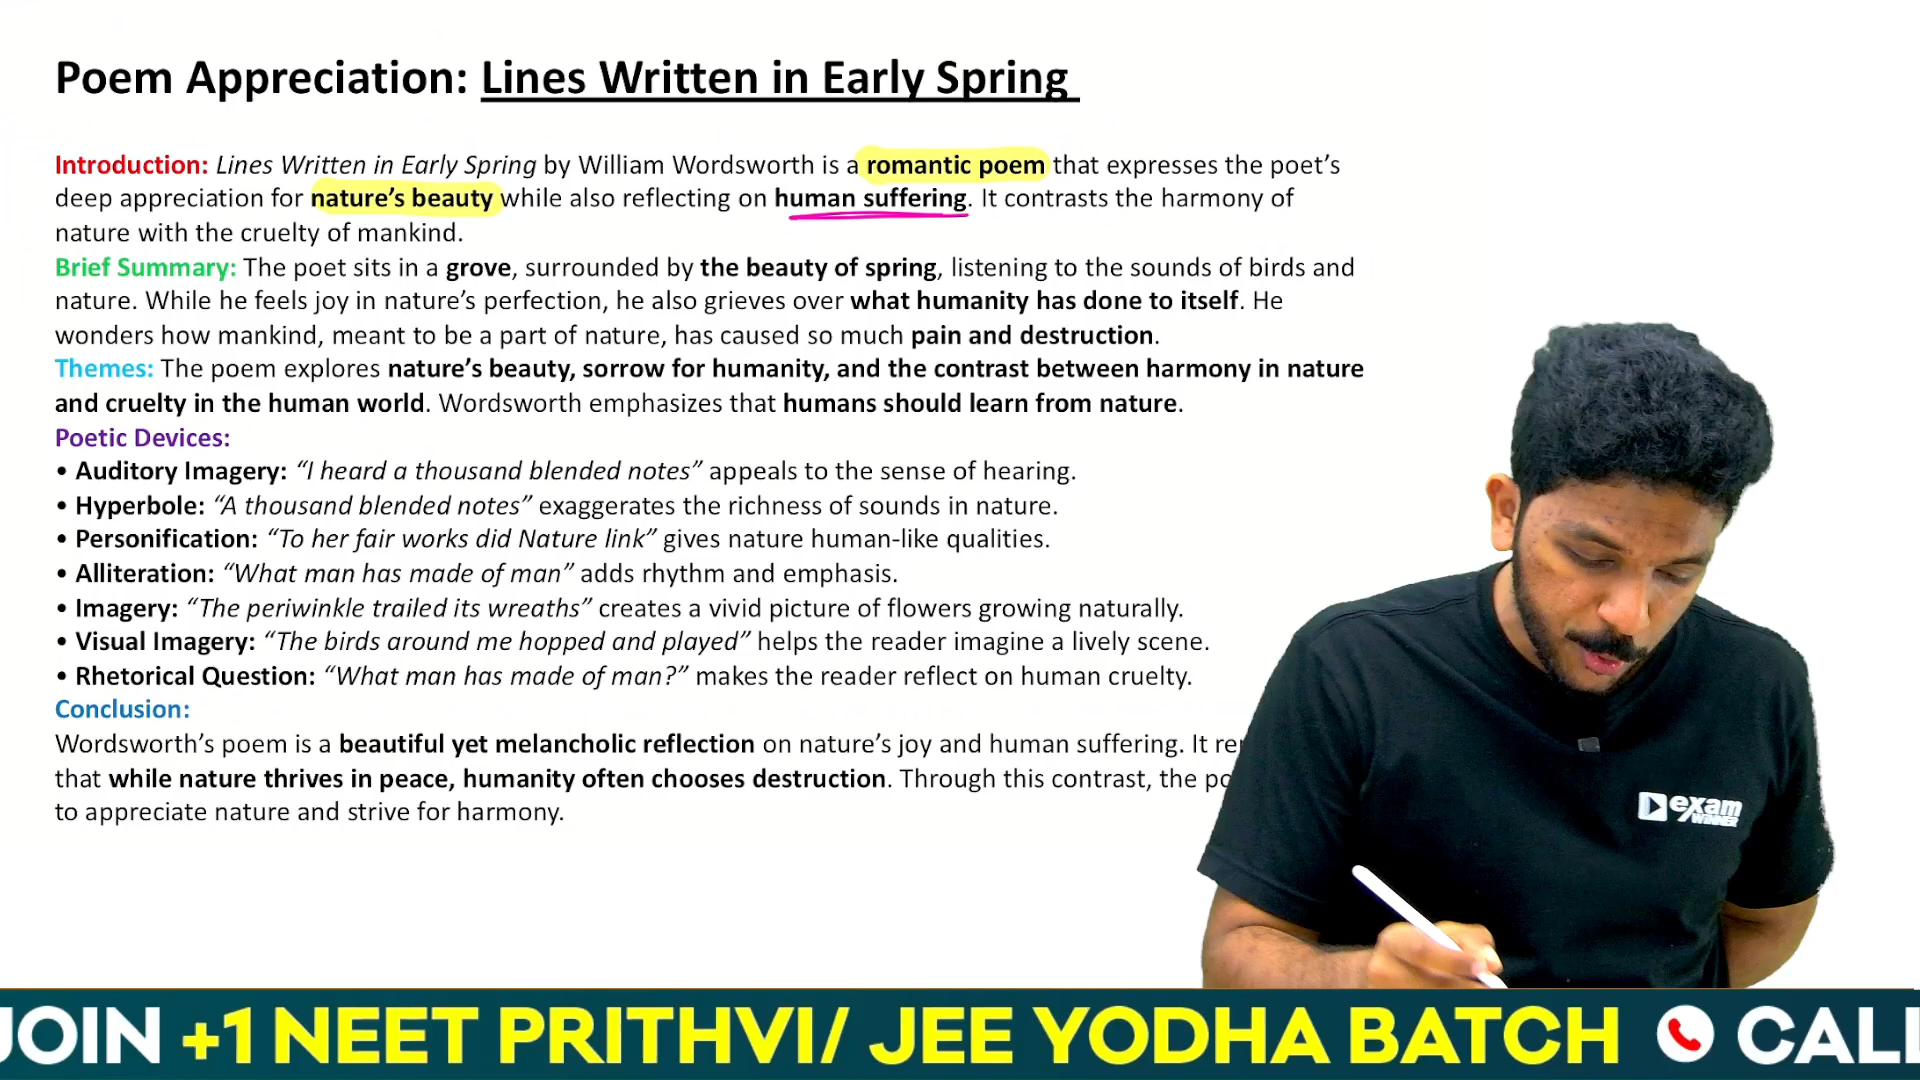 Poem Appreciation: Lines Written in Early Spring
Introduction: Lines Written in Early Spring by William Wordsworth is a romantic poem that expresses the poet’s
deep appreciation for nature’s beauty while also reflecting on human suffering. It contrasts the harmony of
nature with the cruelty of mankind.
Brief Summary: The poet sits in a grove, surrounded by the beauty of spring, listening to the sounds of birds and
nature. While he feels joy in nature’s perfection, he also grieves over what humanity has done to itself. He
wonders how mankind, meant to be a part of nature, has caused so much pain and destruction.
Themes: The poem explores nature’s beauty, sorrow for humanity, and the contrast between harmony in nature
and cruelty in the human world. Wordsworth emphasizes that humans should learn from nature.
Poetic Devices:
• Auditory Imagery: “I heard a thousand blended notes” appeals to the sense of hearing.
• Hyperbole: “A thousand blended notes” exaggerates the richness of sounds in nature.
• Personification: “To her fair works did Nature link” gives nature human-like qualities.
• Alliteration: “What man has made of man” adds rhythm and emphasis.
• Imagery: “The periwinkle trailed its wreaths” creates a vivid picture of flowers growing naturally.
• Visual Imagery: “The birds around me hopped and played” helps the reader imagine a lively scene.
• Rhetorical Question: “What man has made of man?” makes the reader reflect on human cruelty.
Conclusion:
Wordsworth’s poem is a beautiful yet melancholic reflection on nature’s joy and human suffering. It
that while nature thrives in peace, humanity often chooses destruction. Through this contrast, the
to appreciate nature and strive for harmony.
exam
WINNER
JOIN +1 NEET PRITHVI/ JEE YODHA BATCH CALL